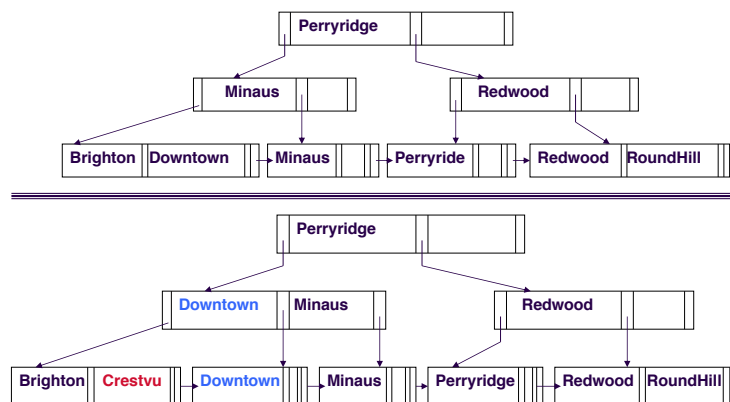 Perryridge
Minaus Redwood
Brighton Downtown Minaus Perryride Redwood RoundHill
Perryridge
Downtown Minaus Redwood
Brighton Crestvu Downtown Minaus Perryridge Redwood RoundHill